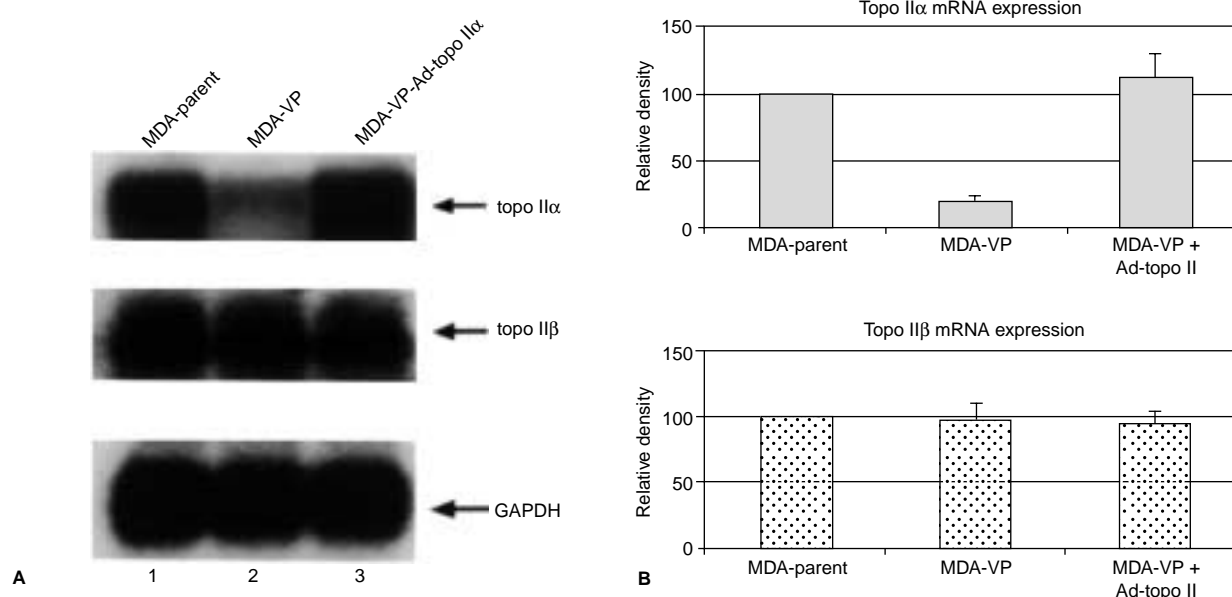 MDA-parent
MDA-VP
MDA-VP-Ad-topo IIα
topo IIα
topo IIβ
GAPDH
1 2 3
A
Topo IIα mRNA expression
Relative density
150
100
50
0
MDA-parent
MDA-VP
MDA-VP +
Ad-topo II
Topo IIβ mRNA expression
Relative density
150
100
50
0
MDA-parent
MDA-VP
MDA-VP +
Ad-topo II
B